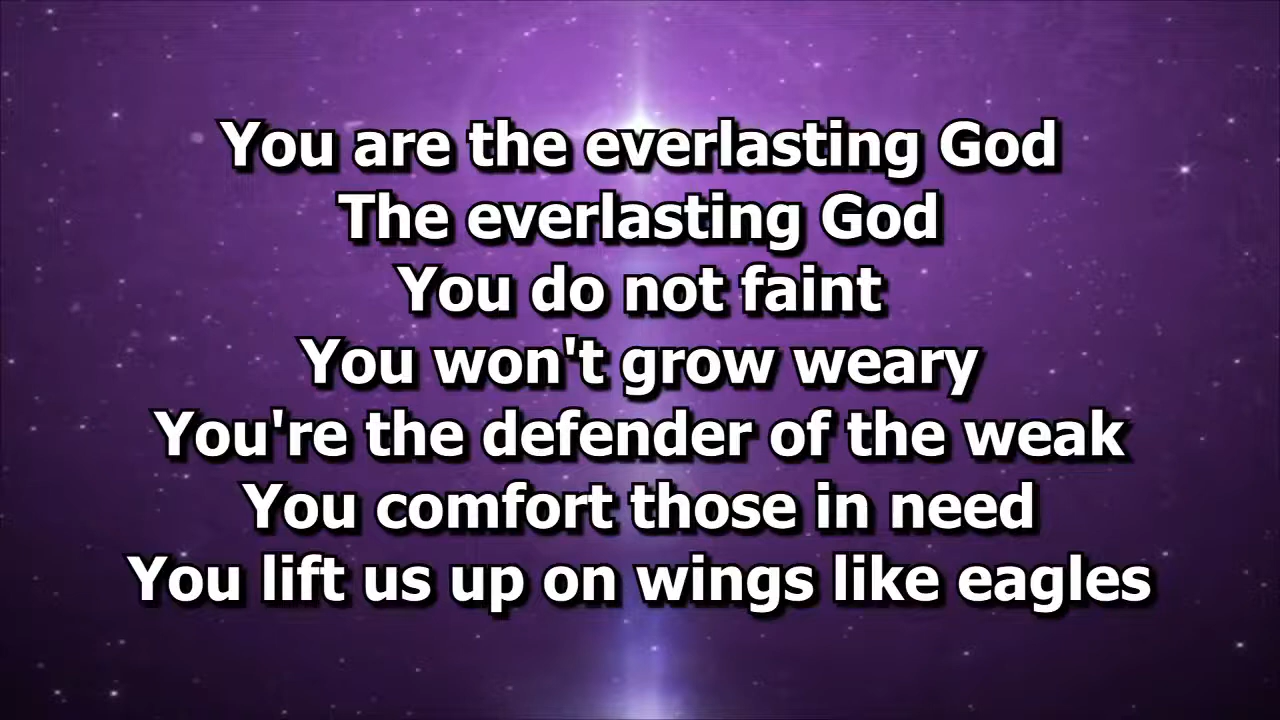 You are the everlasting God
The everlasting God
You do not faint
You won't grow weary
You're the defender of the weak
You comfort those in need
You lift us up on wings like eagles